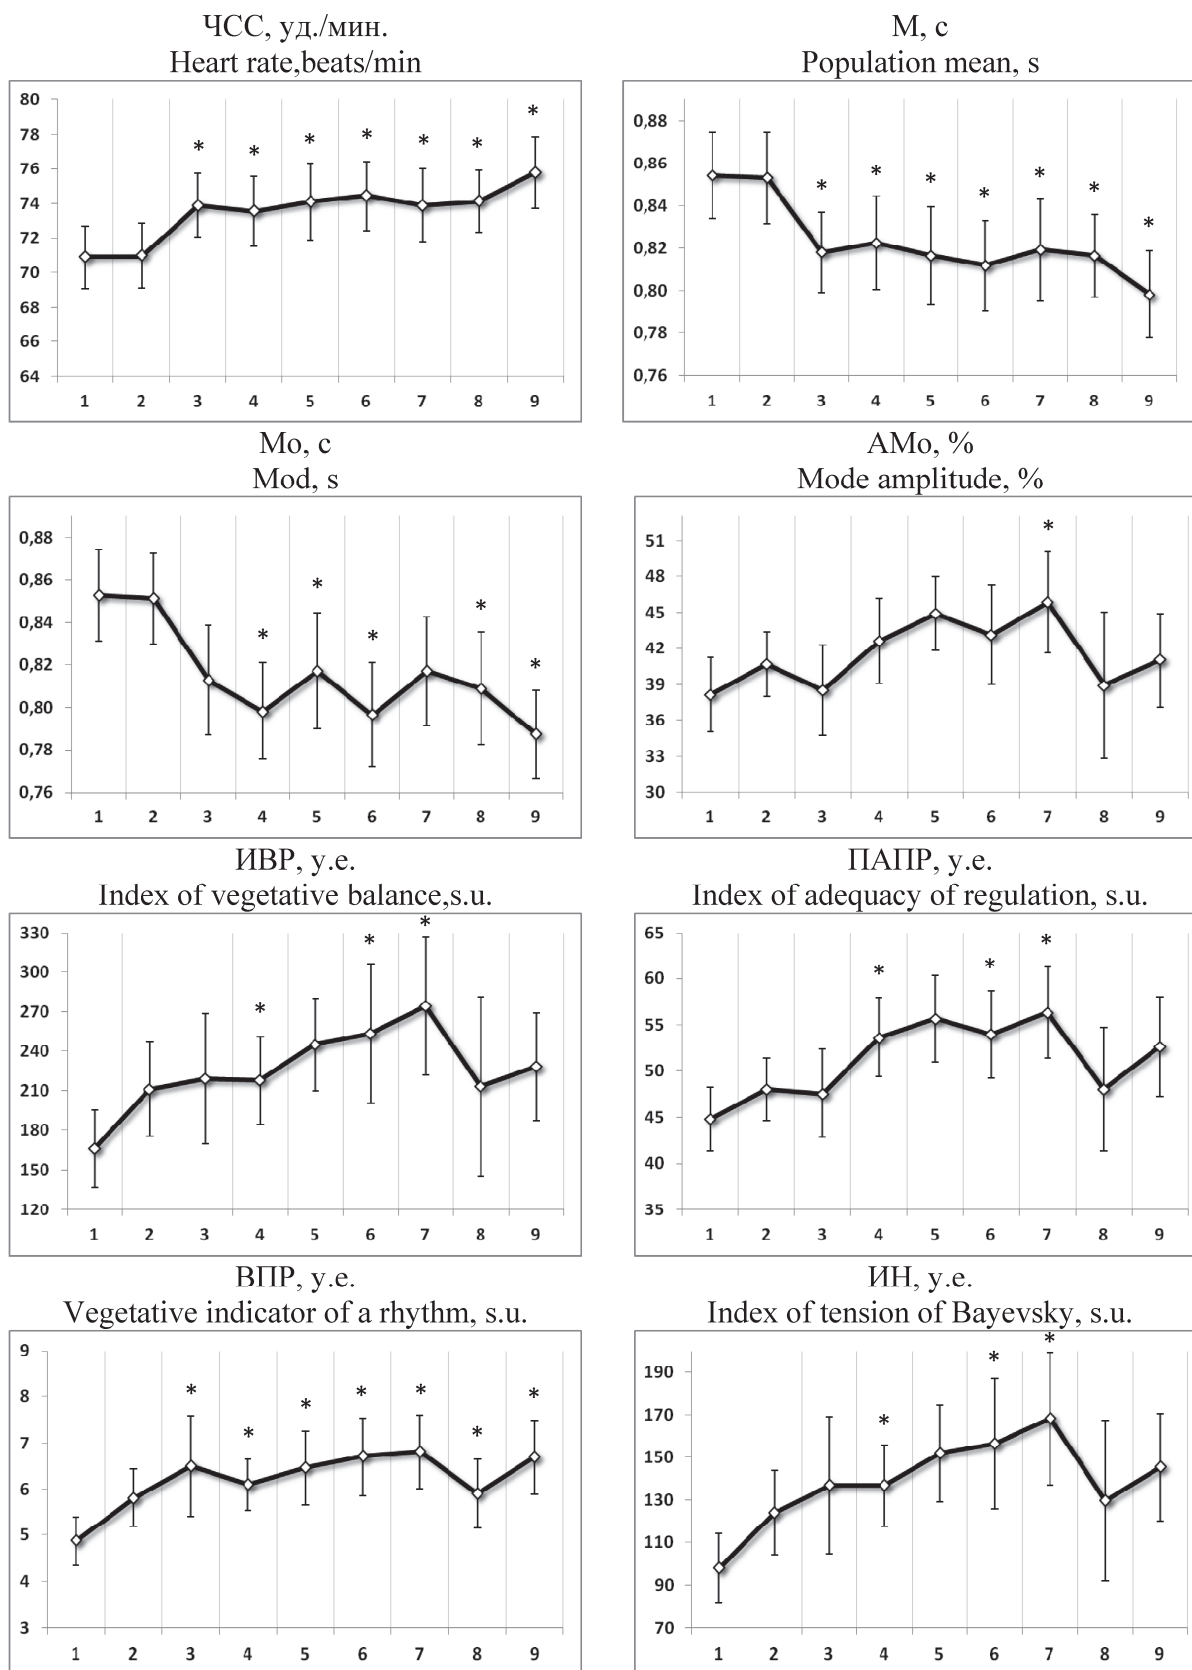 ЧСС, уд./мин.
Heart rate,beats/min
80
78
76
74
72
70
68
66
64
* * * * * * *
1 2 3 4 5 6 7 8 9
М, с
Population mean, s
0,88
0,86
0,84
0,82
0,80
0,78
0,76
* * * * * * *
1 2 3 4 5 6 7 8 9
Мо, с
Mod, s
0,88
0,86
0,84
0,82
0,80
0,78
0,76
* * * * *
1 2 3 4 5 6 7 8 9
АМо, %
Mode amplitude, %
51
48
45
42
39
36
33
30
*
1 2 3 4 5 6 7 8 9
ИВР, у.е.
Index of vegetative balance,s.u.
330
300
270
240
210
180
150
120
* * *
1 2 3 4 5 6 7 8 9
ПАПР, у.е.
Index of adequacy of regulation, s.u.
65
60
55
50
45
40
35
* * *
1 2 3 4 5 6 7 8 9
ВПР, у.е.
Vegetative indicator of a rhythm, s.u.
9
8
7
6
5
4
3
* * * * * * *
1 2 3 4 5 6 7 8 9
ИН, у.е.
Index of tension of Bayevsky, s.u.
190
170
150
130
110
90
70
* * *
1 2 3 4 5 6 7 8 9